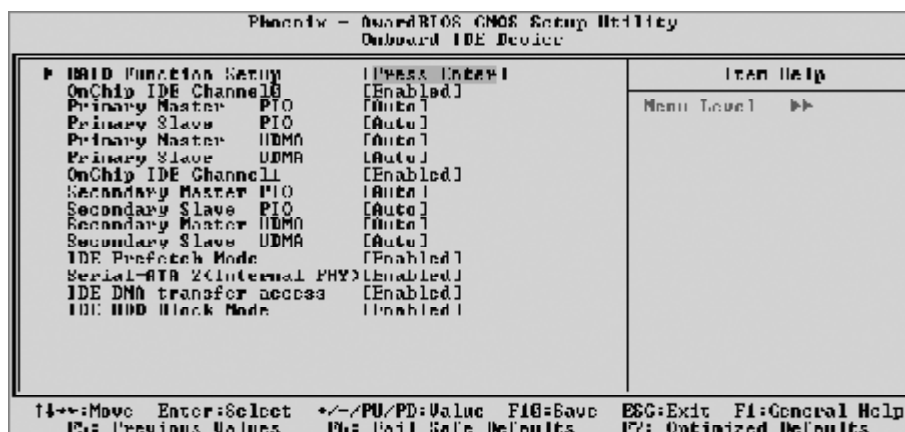 Phoenix - AwardBIOS CMOS Setup Utility
Onboard IDE Device
▶ RAID Function Setup [Press Enter]
OnChip IDE Channel0 [Enabled]
Primary Master PIO [Auto]
Primary Slave PIO [Auto]
Primary Master UDMA [Auto]
Primary Slave UDMA [Auto]
OnChip IDE Channel1 [Enabled]
Secondary Master PIO [Auto]
Secondary Slave PIO [Auto]
Secondary Master UDMA [Auto]
Secondary Slave UDMA [Auto]
IDE Prefetch Mode [Enabled]
Serial-ATA 2(Internal PHY) [Enabled]
IDE DMA transfer access [Enabled]
IDE HDD Block Mode [Enabled]
Item Help
Menu Level ▶▶
↑↓→←:Move Enter:Select +/-/PU/PD:Value F10:Save ESC:Exit F1:General Help
F5: Previous Values F6: Fail Safe Defaults F7: Optimized Defaults